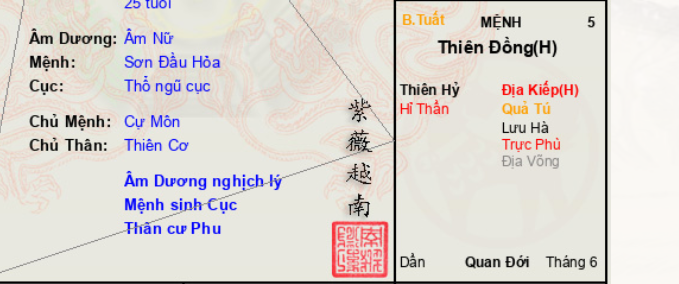 25 tuổi
Âm Dương: Âm Nữ
Mệnh: Sơn Đầu Hỏa
Cục: Thổ ngũ cục
Chủ Mệnh: Cự Môn
Chủ Thân: Thiên Cơ
Âm Dương nghịch lý
Mệnh sinh Cục
Thân cư Phu
紫薇越南
B.Tuất MỆNH 5
Thiên Đồng(H)
Thiên Hỷ Địa Kiếp(H)
Hỉ Thần Quả Tú
Lưu Hà
Trực Phù
Địa Võng
Dần Quan Đới Tháng 6